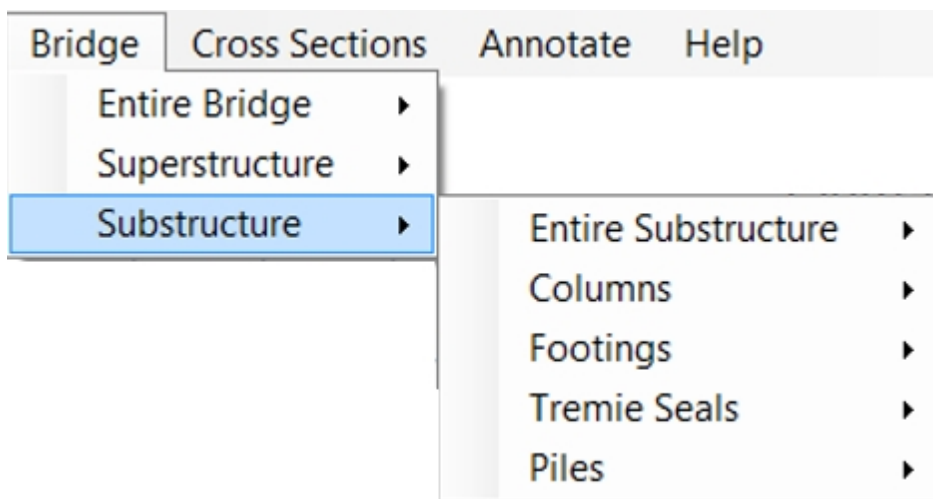 Bridge Cross Sections Annotate Help
Entire Bridge
Superstructure
Substructure
Entire Substructure
Columns
Footings
Tremie Seals
Piles